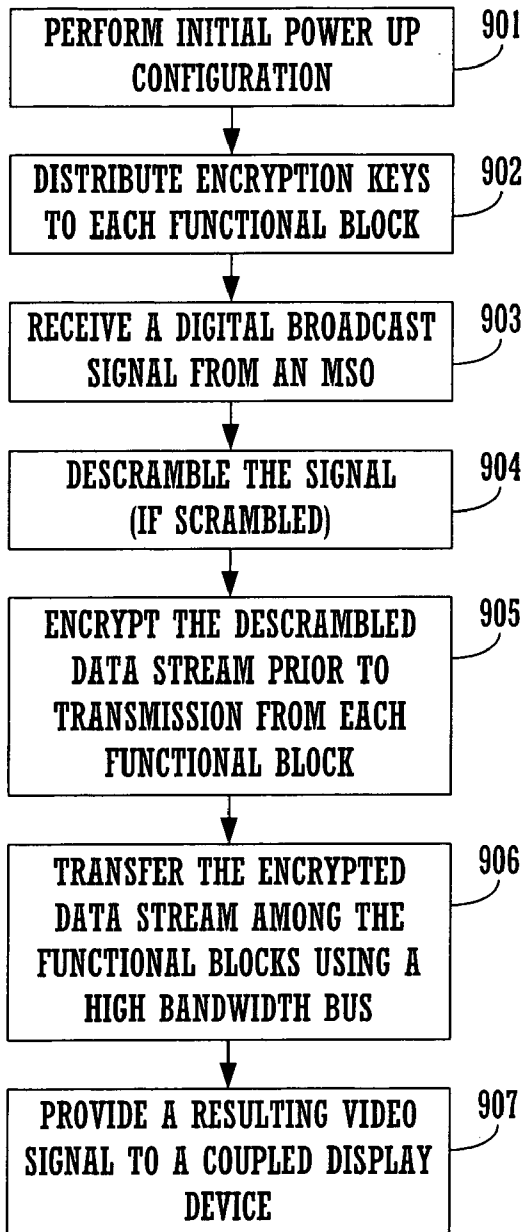 PERFORM INITIAL POWER UP
CONFIGURATION
901
DISTRIBUTE ENCRYPTION KEYS
TO EACH FUNCTIONAL BLOCK
902
RECEIVE A DIGITAL BROADCAST
SIGNAL FROM AN MSO
903
DESCRAMBLE THE SIGNAL
(IF SCRAMBLED)
904
ENCRYPT THE DESCRAMBLED
DATA STREAM PRIOR TO
TRANSMISSION FROM EACH
FUNCTIONAL BLOCK
905
TRANSFER THE ENCRYPTED
DATA STREAM AMONG THE
FUNCTIONAL BLOCKS USING A
HIGH BANDWIDTH BUS
906
PROVIDE A RESULTING VIDEO
SIGNAL TO A COUPLED DISPLAY
DEVICE
907